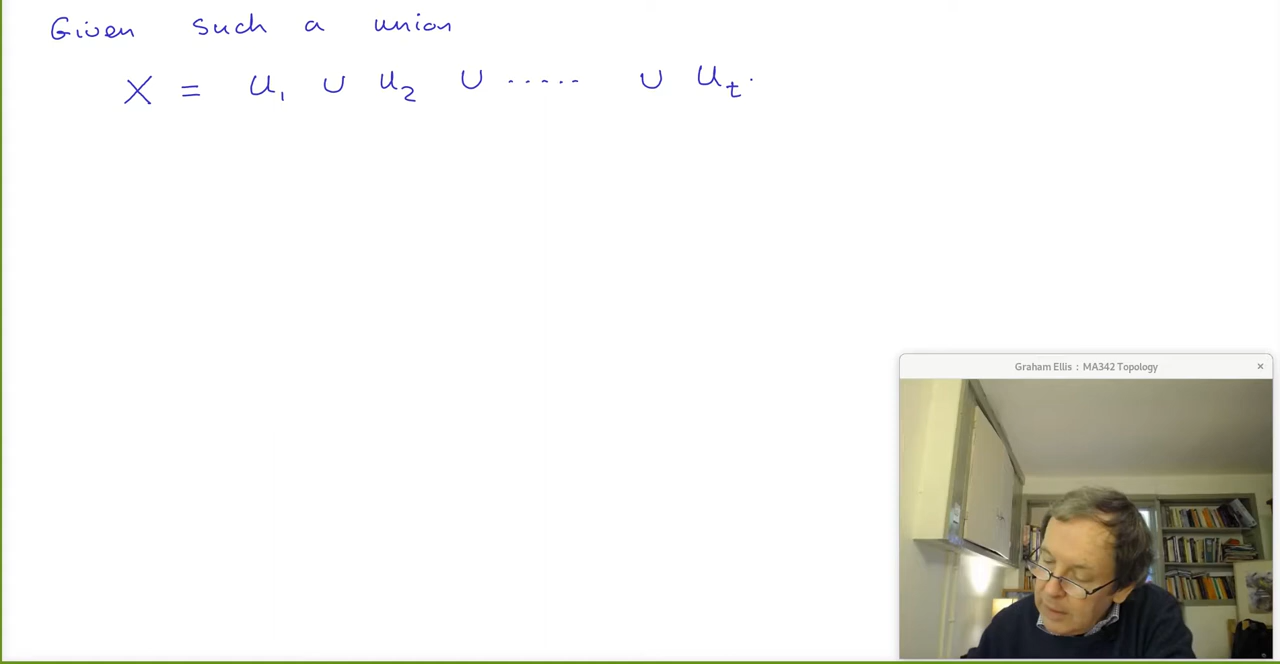 Given such a union
X = U₁ ∪ U₂ ∪ ..... ∪ Uₜ.
Graham Ellis : MA342 Topology ×